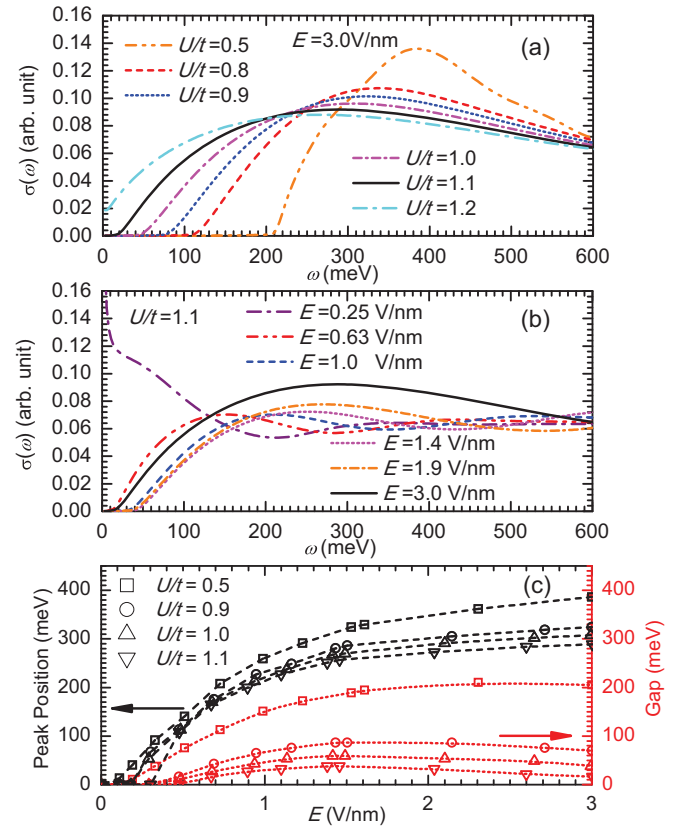 0.16
0.14
0.12
0.10
0.08
0.06
0.04
0.02
0.00
σ(ω) (arb. unit)
U/t=0.5
U/t=0.8
U/t=0.9
E=3.0V/nm
(a)
U/t=1.0
U/t=1.1
U/t=1.2
0 100 200 300 400 500 600
ω(meV)
0.16
0.14
0.12
0.10
0.08
0.06
0.04
0.02
0.00
σ(ω) (arb. unit)
U/t=1.1
E=0.25 V/nm
E=0.63 V/nm
E=1.0 V/nm
(b)
E=1.4 V/nm
E=1.9 V/nm
E=3.0 V/nm
0 100 200 300 400 500 600
ω(meV)
400
300
200
100
0
Peak Position (meV)
U/t= 0.5
U/t= 0.9
U/t= 1.0
U/t= 1.1
(c)
400
300
200
100
0
Gap (meV)
0 1 2 3
E (V/nm)